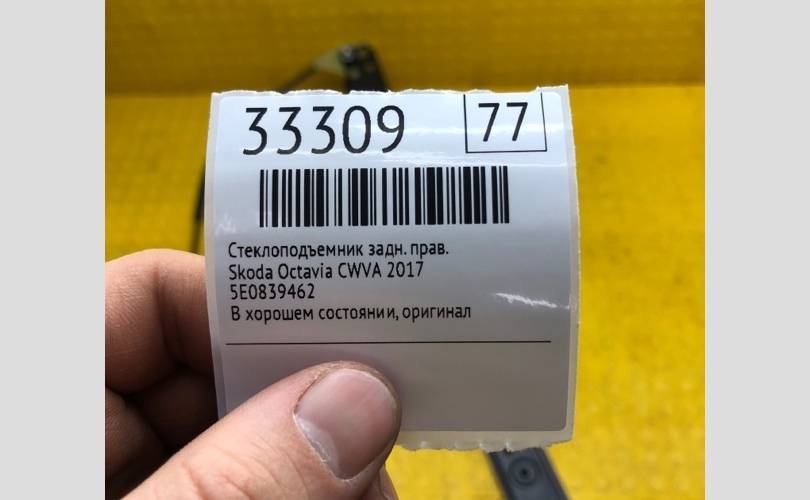 33309
77
Стеклоподъемник задн. прав.
Skoda Octavia CWVA 2017
5E0839462
В хорошем состоянии, оригинал